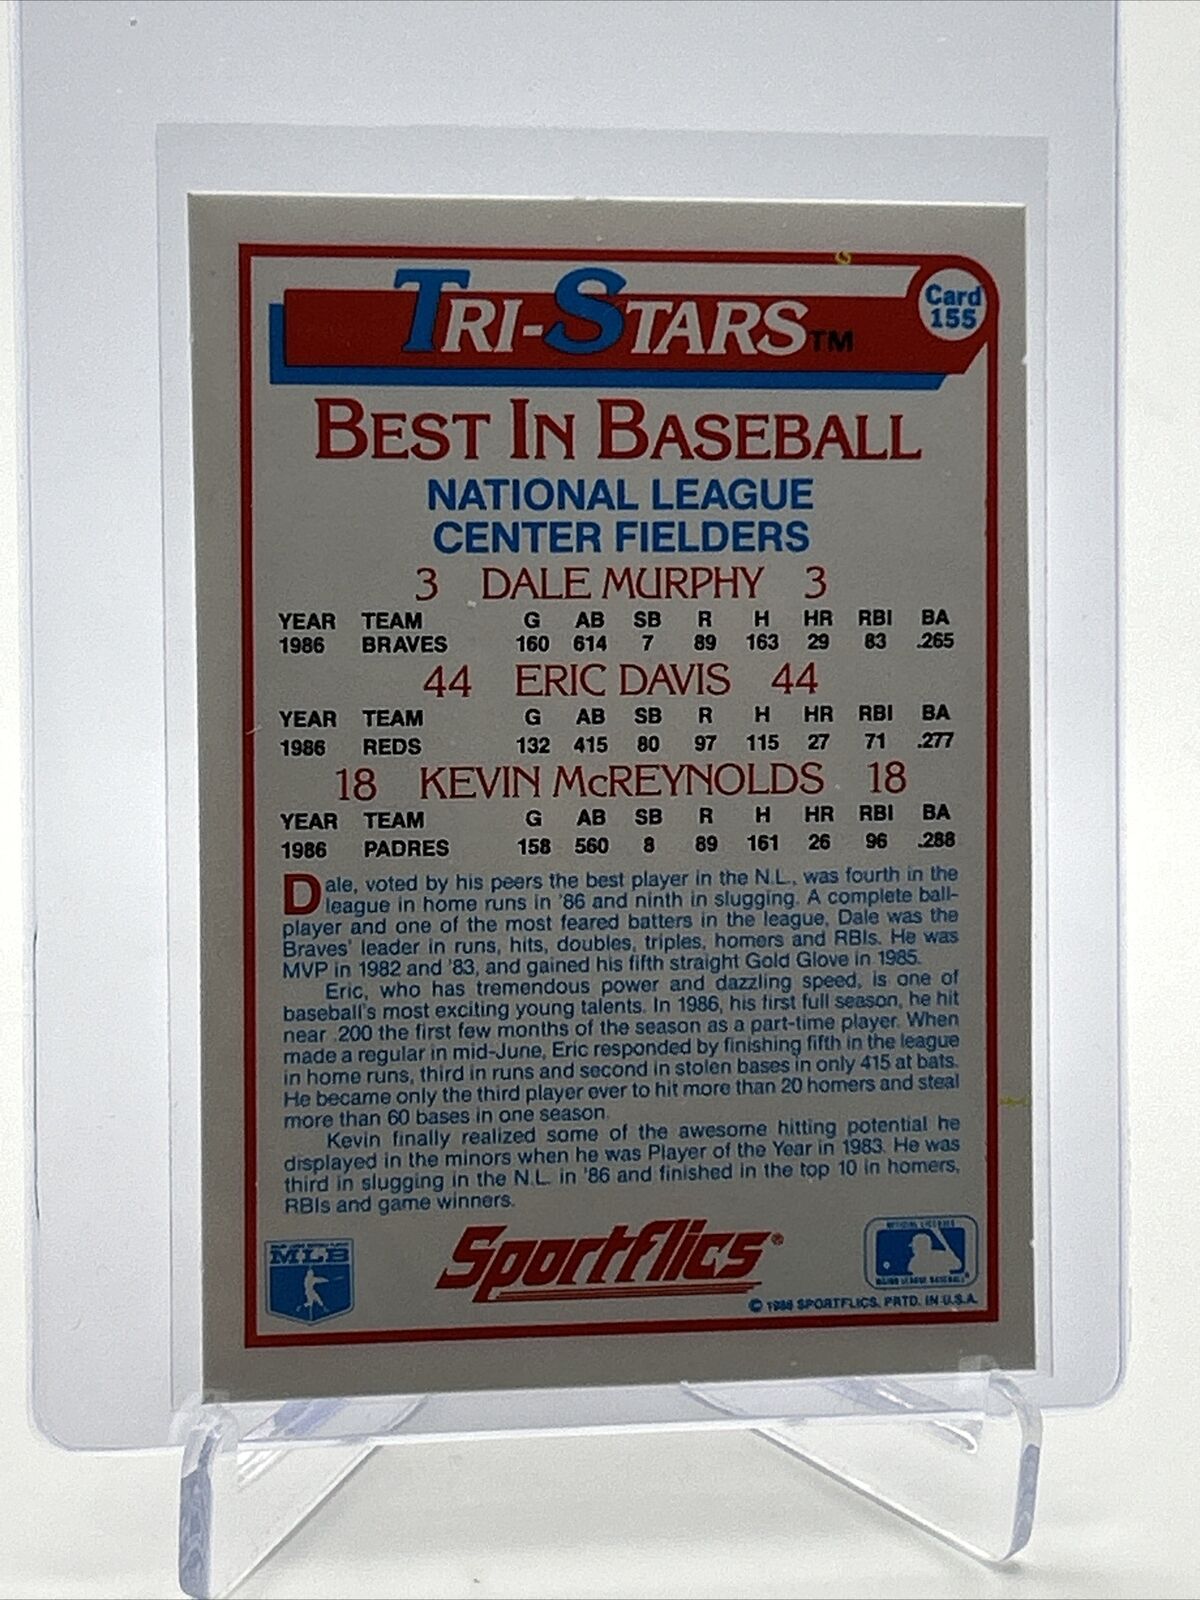 TRI-STARS™
Card
155
BEST IN BASEBALL
NATIONAL LEAGUE
CENTER FIELDERS
3 DALE MURPHY 3
YEAR TEAM G AB SB R H HR RBI BA
1986 BRAVES 160 614 7 89 163 29 83 .265
44 ERIC DAVIS 44
YEAR TEAM G AB SB R H HR RBI BA
1986 REDS 132 415 80 97 115 27 71 .277
18 KEVIN McREYNOLDS 18
YEAR TEAM G AB SB R H HR RBI BA
1986 PADRES 158 560 8 89 161 26 96 .288
Dale, voted by his peers the best player in the N.L., was fourth in the
league in home runs in '86 and ninth in slugging. A complete ball-
player and one of the most feared batters in the league, Dale was the
Braves' leader in runs, hits, doubles, triples, homers and RBIs. He was
MVP in 1982 and '83, and gained his fifth straight Gold Glove in 1985.
Eric, who has tremendous power and dazzling speed, is one of
baseball's most exciting young talents. In 1986, his first full season, he hit
near .200 the first few months of the season as a part-time player. When
made a regular in mid-June, Eric responded by finishing fifth in the league
in home runs, third in runs and second in stolen bases in only 415 at bats.
He became only the third player ever to hit more than 20 homers and steal
more than 60 bases in one season.
Kevin finally realized some of the awesome hitting potential he
displayed in the minors when he was Player of the Year in 1983. He was
third in slugging in the N.L. in '86 and finished in the top 10 in homers,
RBIs and game winners.
MLB
Sportflics®
MAJOR LEAGUE BASEBALL
© 1986 SPORTFLICS, PRTD. IN U.S.A.